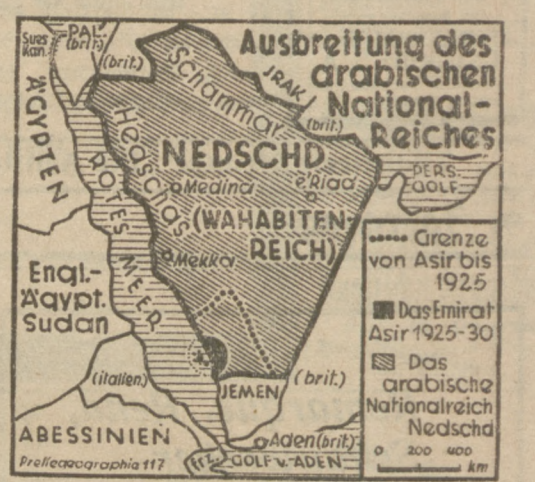 Ausbreitung des
arabischen
National-
Reiches
Sues
Kan.
PAL.
(brit.)
(brit.)
ÄGYPTEN
Schammar
IRAK
(brit.)
Hedschas
NEDSCHD
PERS.
GOLF
ROTES MEER
Medina
e'Riad
(WAHABITEN-
REICH)
Mekka
Engl.-
Ägypt.
Sudan
Grenze
von Asir bis
1925
Das Emirat
Asir 1925-30
Das
arabische
Nationalreich
Nedschd
0 200 400
km
(italien.)
JEMEN
(brit.)
ABESSINIEN
Aden (brit.)
frz.
GOLF v. ADEN
Pressegeographia 117